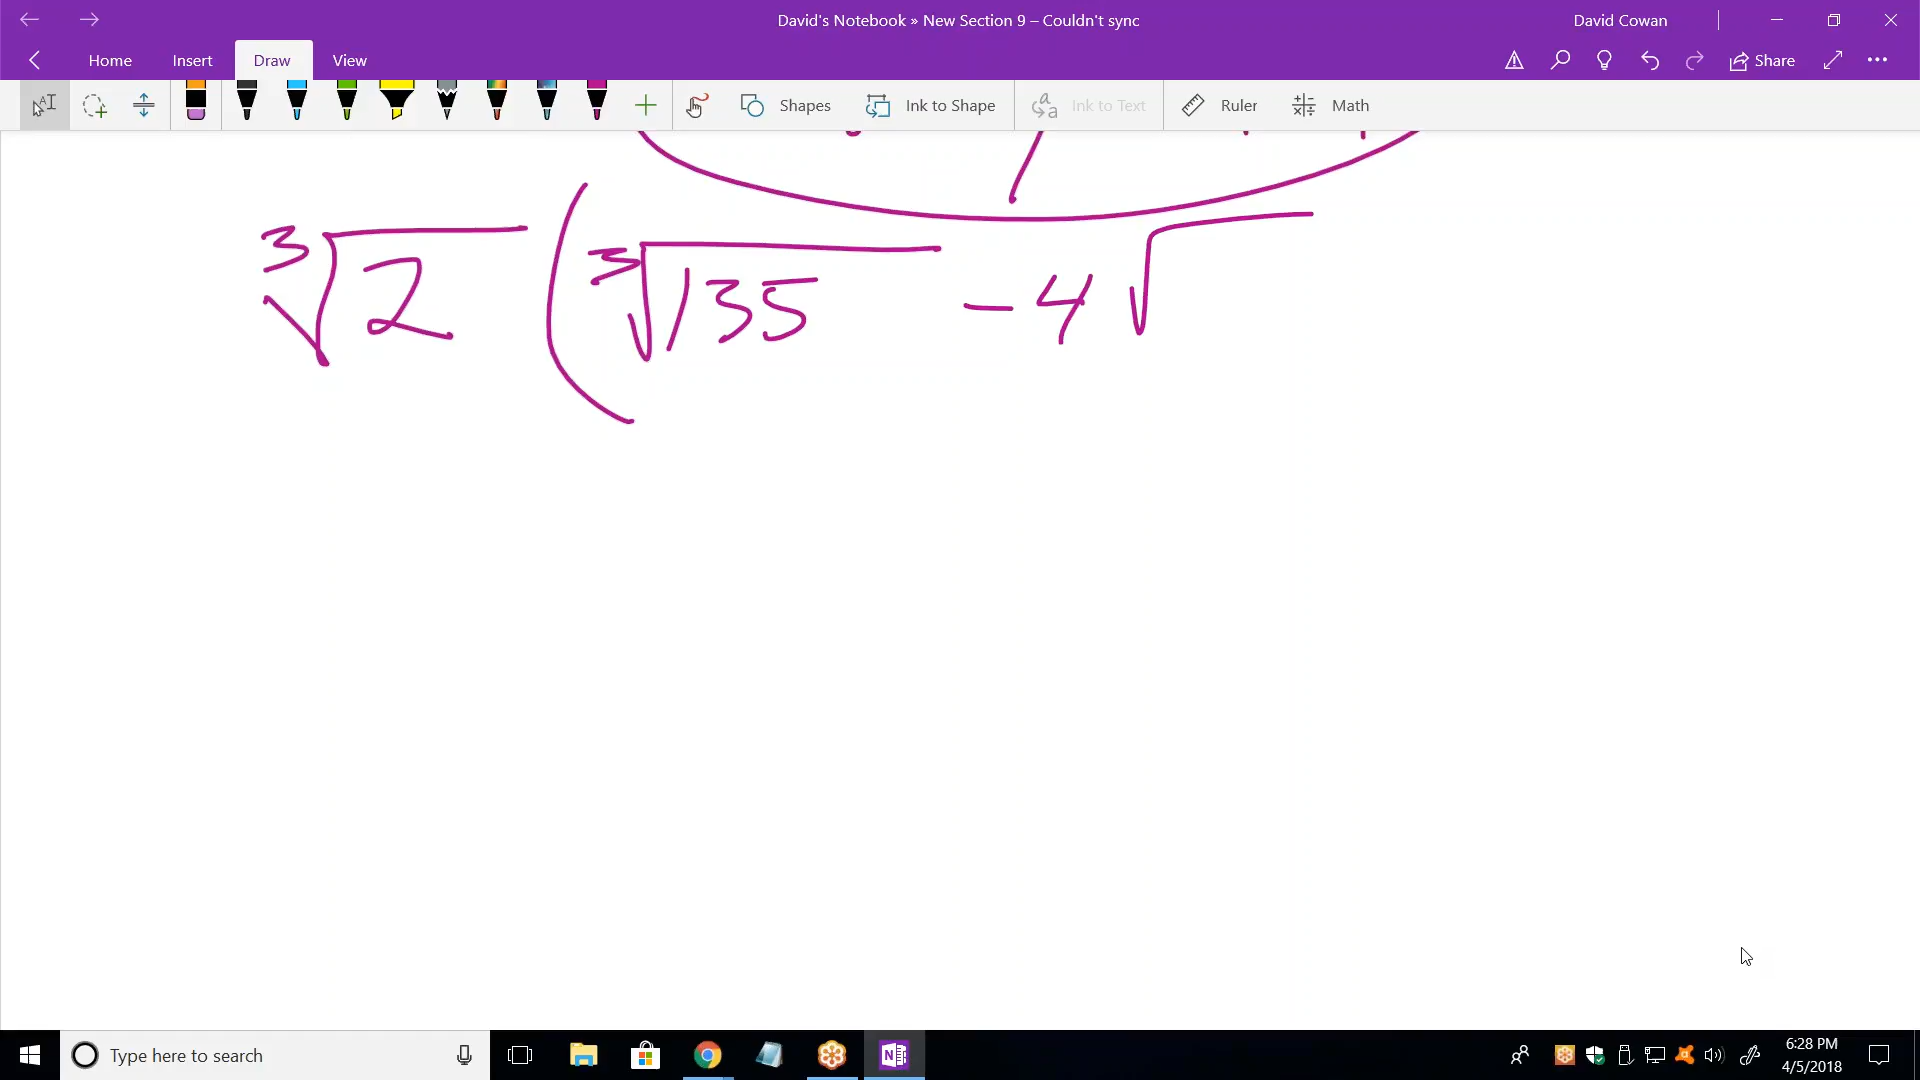 David's Notebook » New Section 9 – Couldn't sync
David Cowan
Home Insert Draw View
Share
Shapes Ink to Shape Ink to Text Ruler Math
∛2 (∛135 - 4√
Type here to search
6:28 PM
4/5/2018